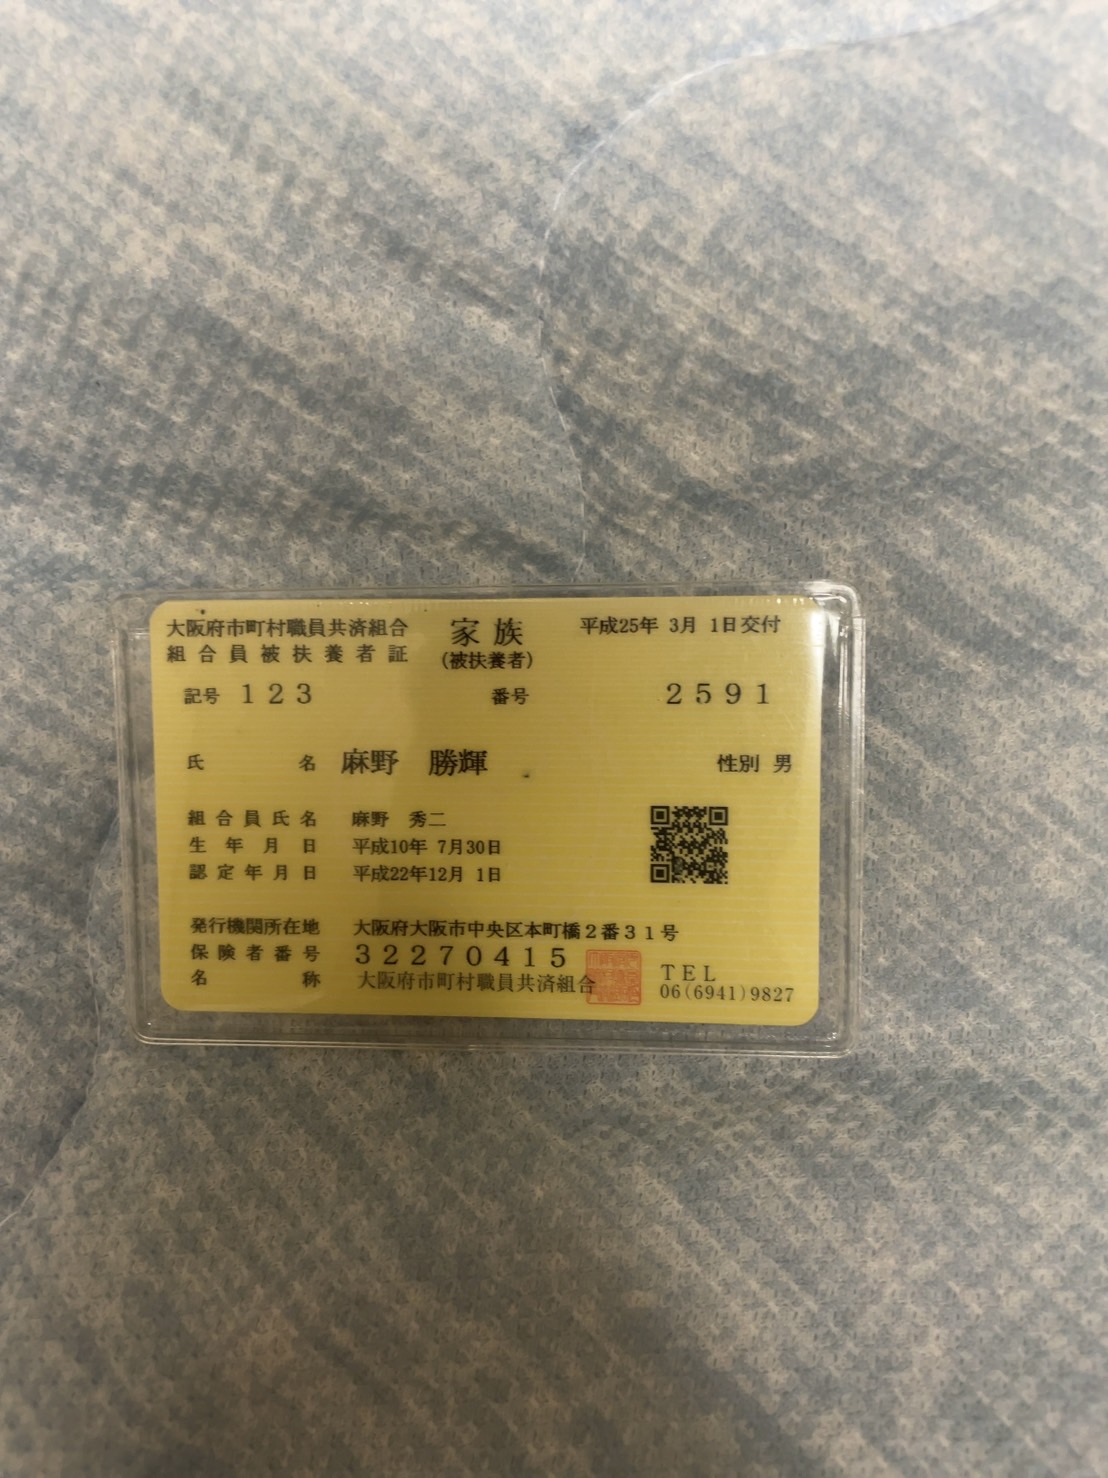 大阪府市町村職員共済組合 家族 平成25年 3月 1日交付
組合員被扶養者証 (被扶養者)
記号 １２３ 番号 ２５９１
氏名 麻野 勝輝 性別 男
組合員氏名 麻野 秀二
生年月日 平成10年 7月30日
認定年月日 平成22年12月 1日
発行機関所在地 大阪府大阪市中央区本町橋２番３１号
保険者番号 ３２２７０４１５
名称 大阪府市町村職員共済組合
ＴＥＬ
06(6941)9827